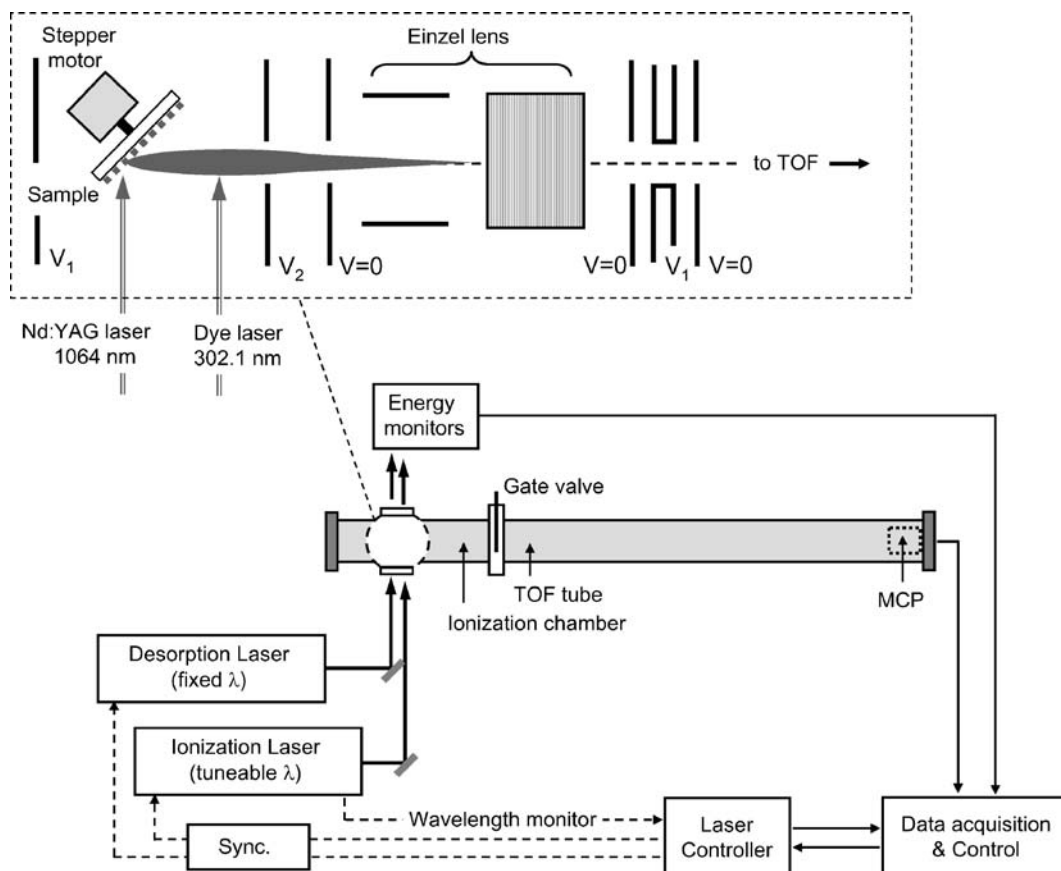 Stepper
motor
Einzel lens
to TOF
Sample
V1
V2
V=0
V=0
V1
V=0
Nd:YAG laser
1064 nm
Dye laser
302.1 nm
Energy
monitors
Gate valve
TOF tube
Ionization chamber
MCP
Desorption Laser
(fixed λ)
Ionization Laser
(tuneable λ)
Wavelength monitor
Sync.
Laser
Controller
Data acquisition
& Control